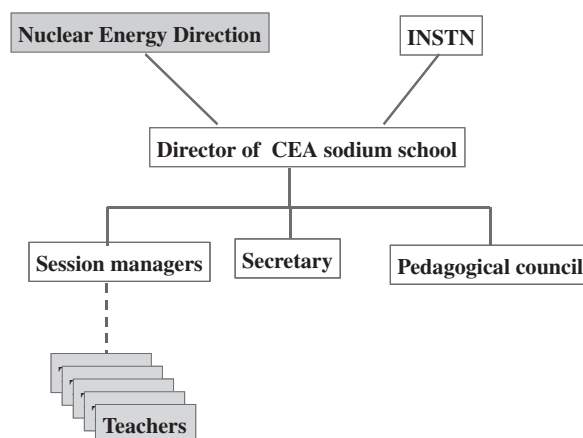 Nuclear Energy Direction
INSTN
Director of CEA sodium school
Session managers
Secretary
Pedagogical council
Teachers